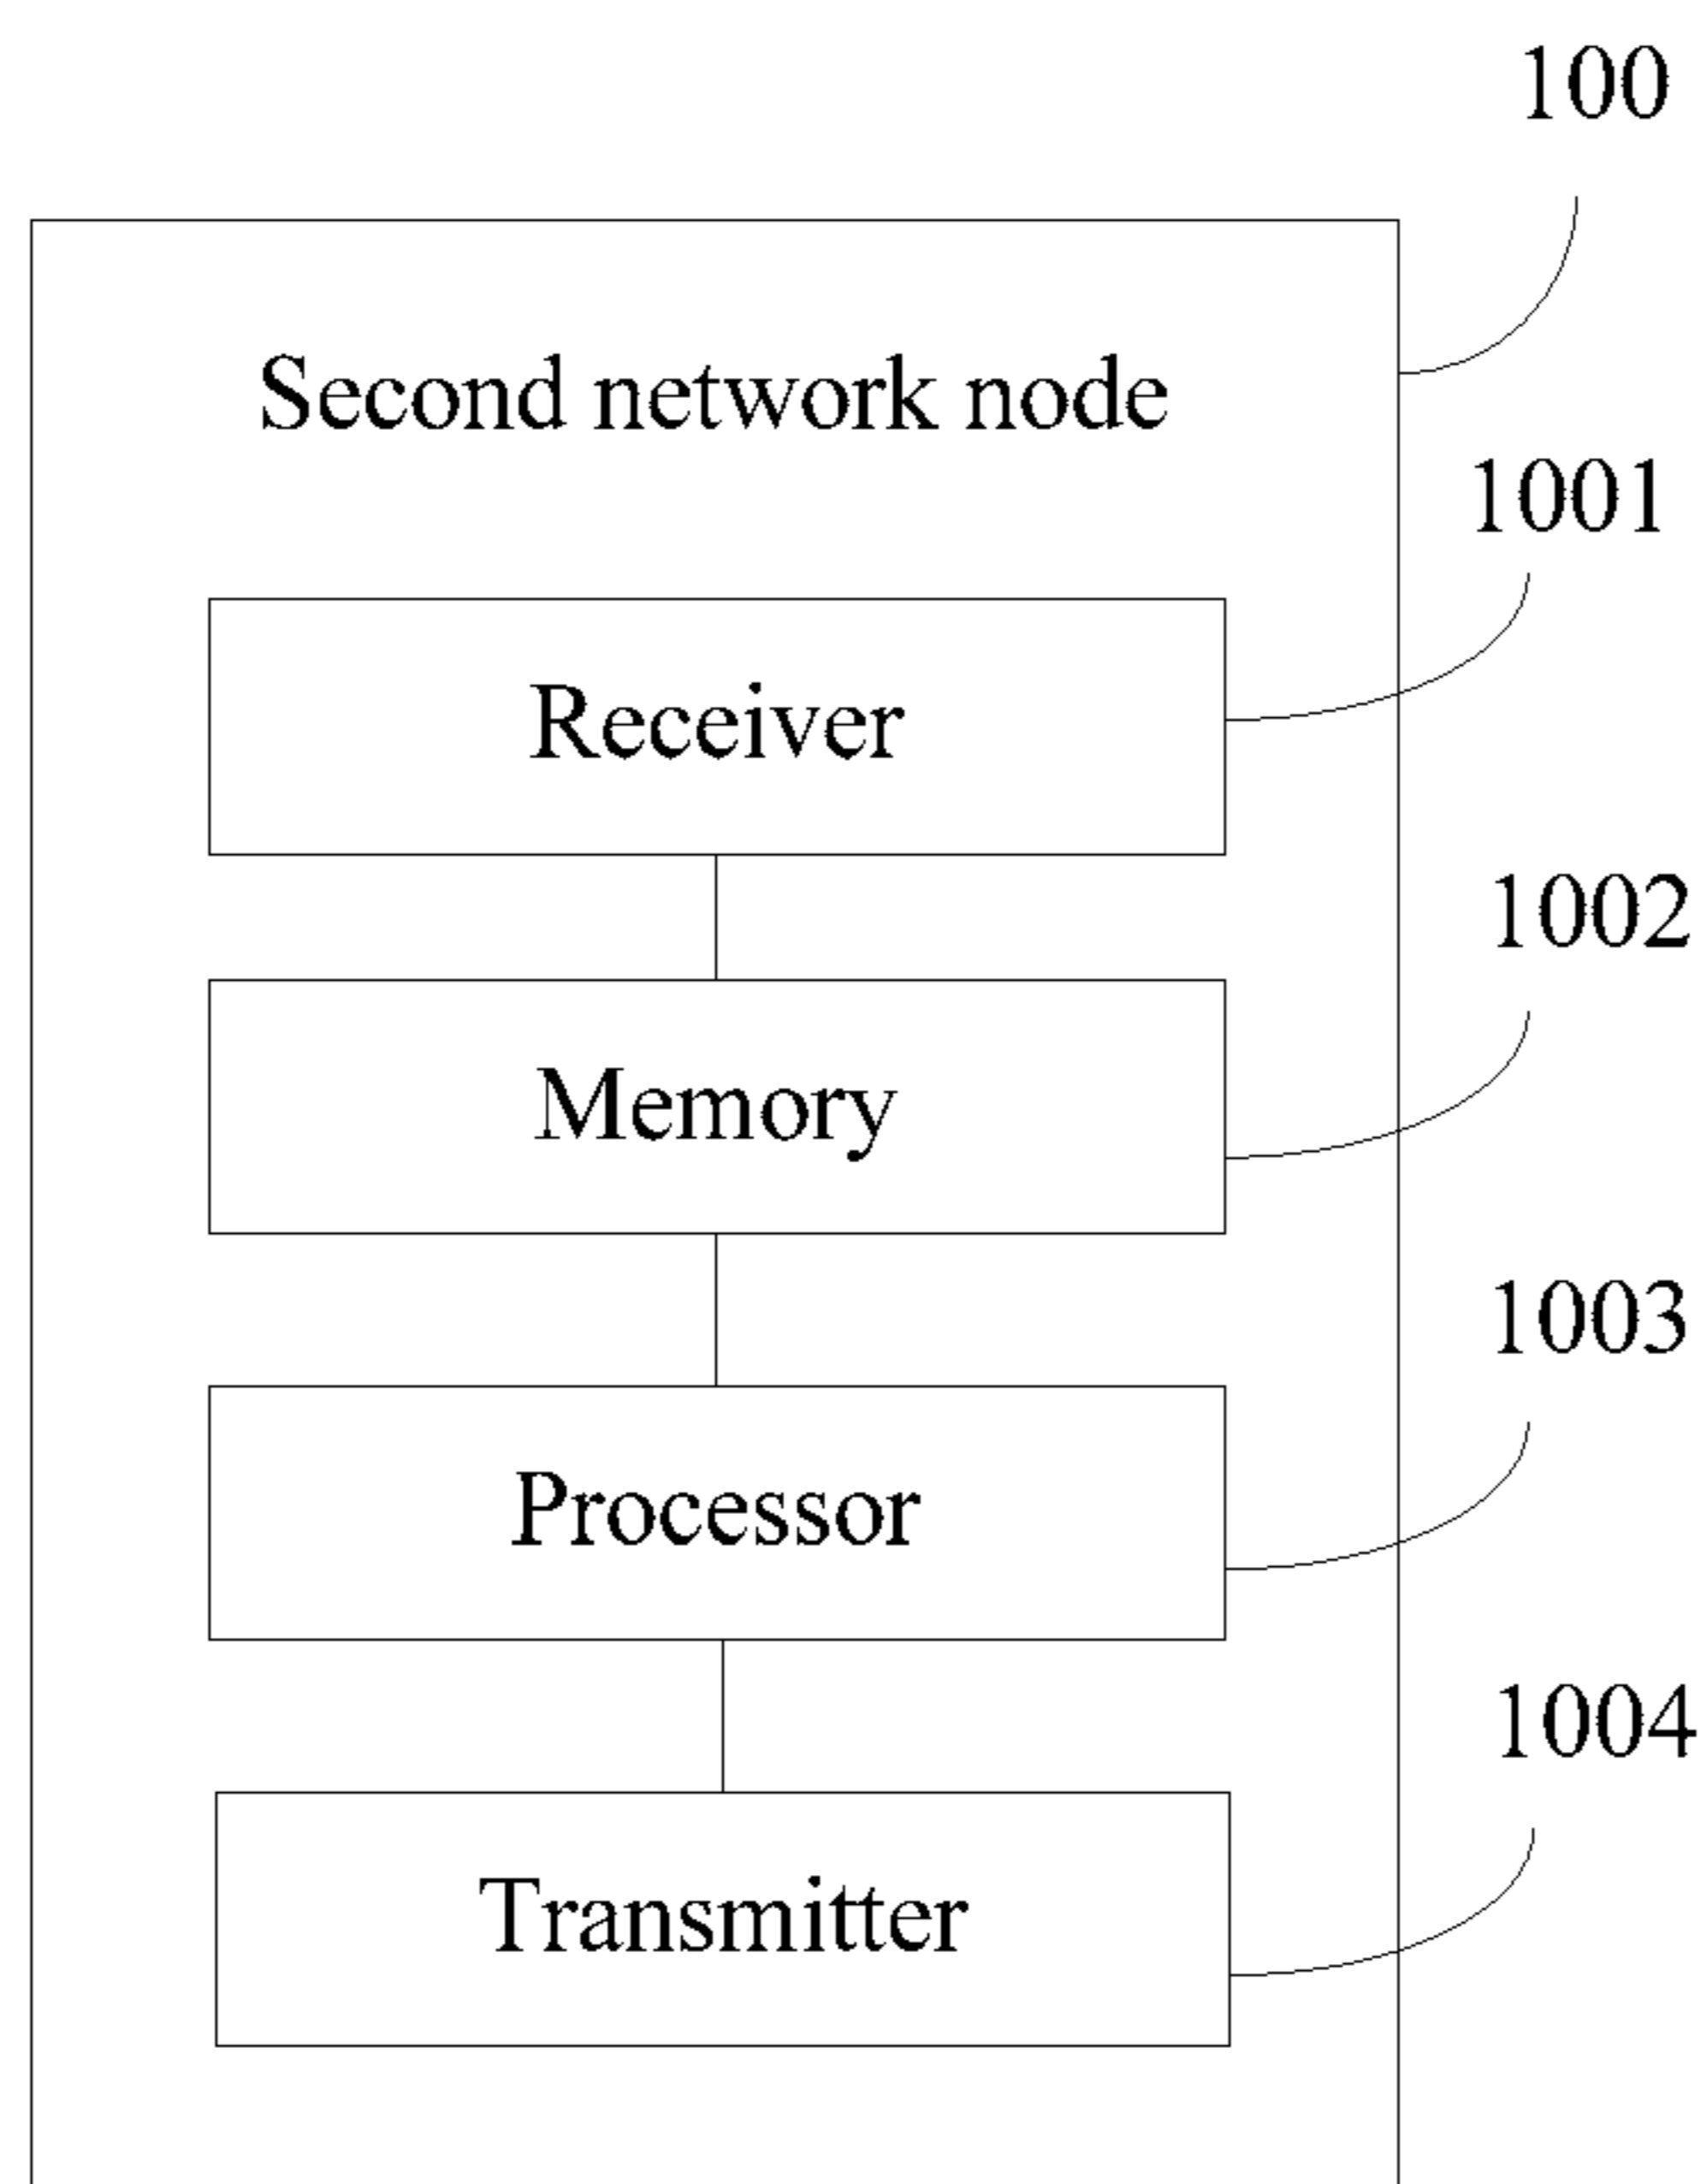 100
Second network node
1001
Receiver
1002
Memory
1003
Processor
1004
Transmitter